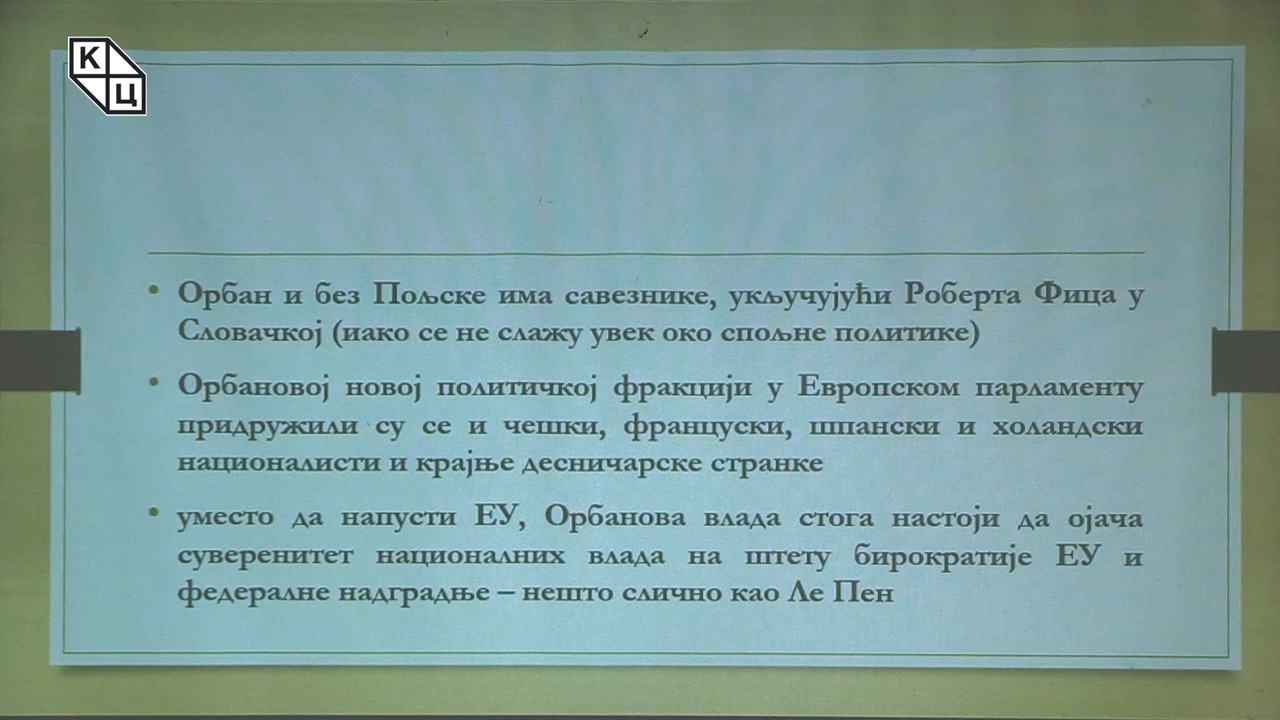 К
Ц
• Орбан и без Пољске има савезнике, укључујући Роберта Фица у
Словачкој (иако се не слажу увек око спољне политике)
• Орбановој новој политичкој фракцији у Европском парламенту
придружили су се и чешки, француски, шпански и холандски
националисти и крајње десничарске странке
• уместо да напусти ЕУ, Орбанова влада стога настоји да ојача
суверенитет националних влада на штету бирократије ЕУ и
федералне надградње – нешто слично као Ле Пен